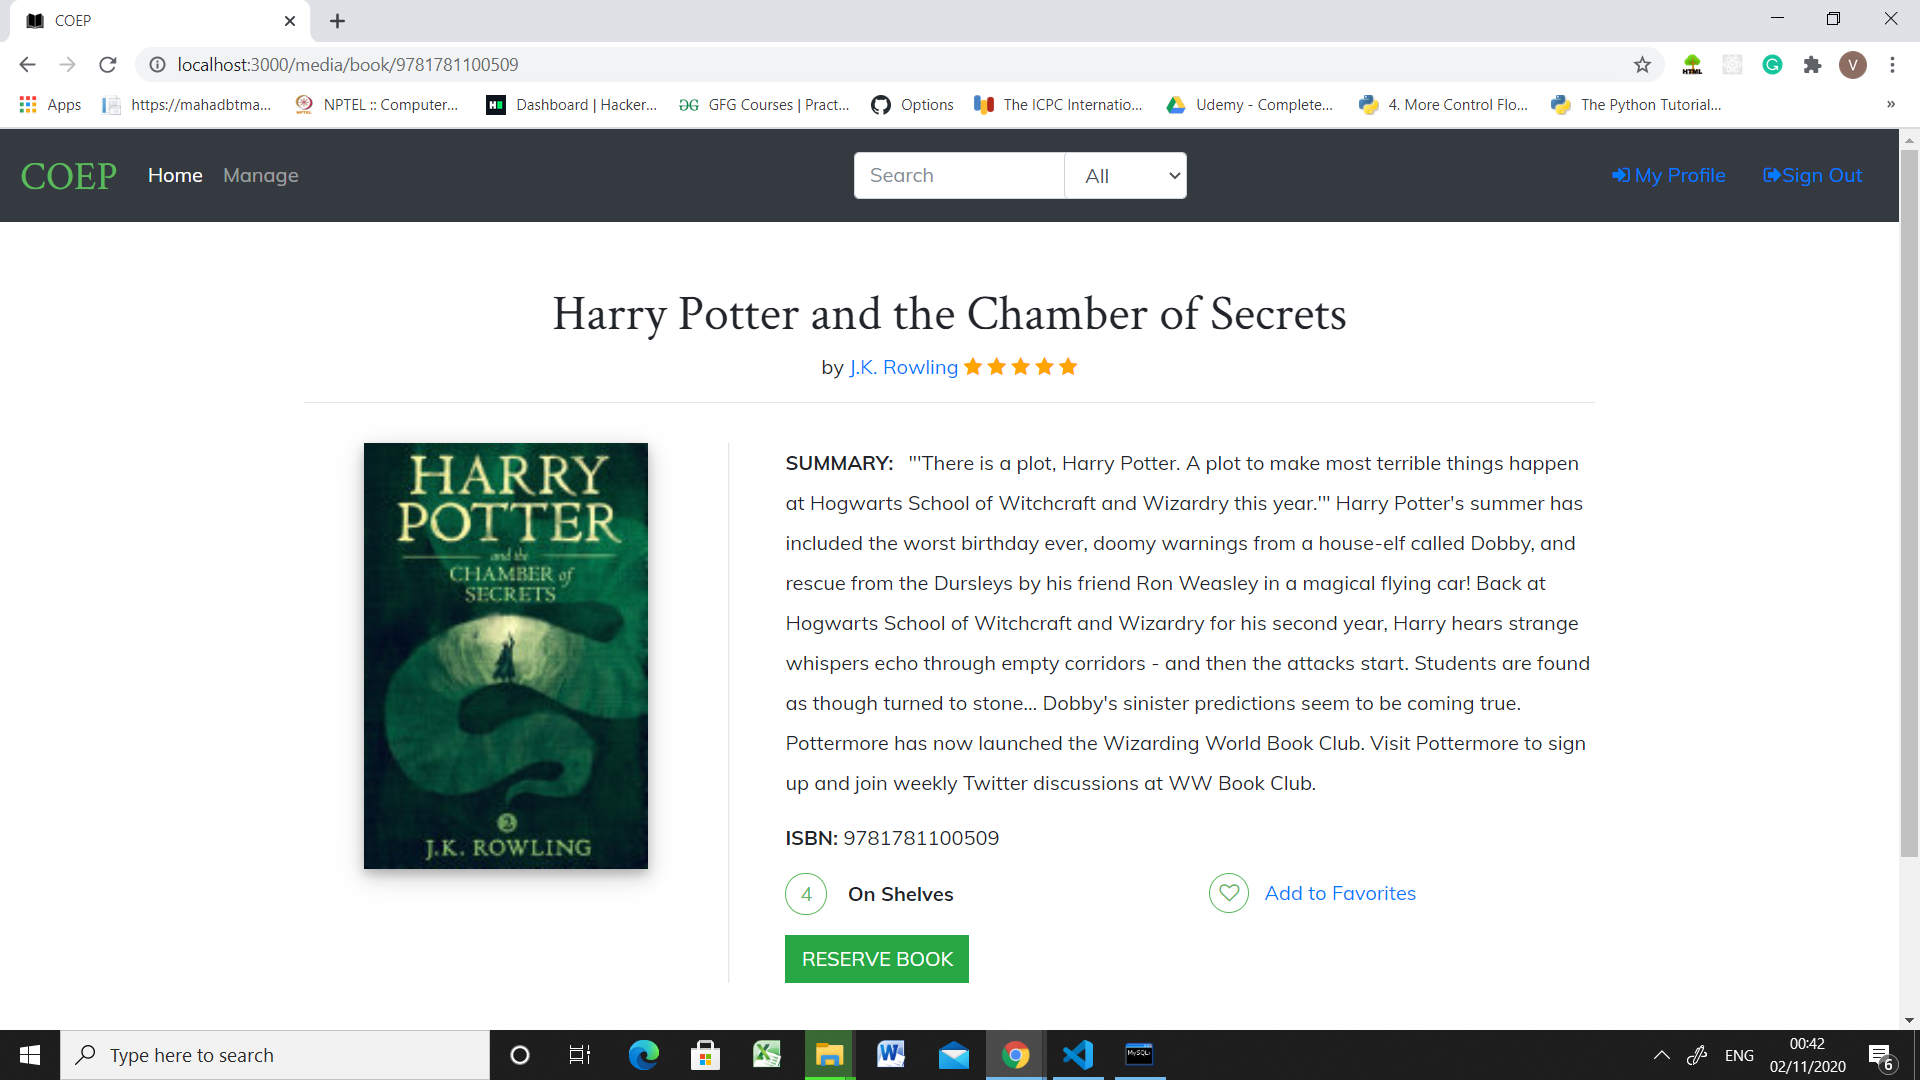 COEP
localhost:3000/media/book/9781781100509
V
Apps https://mahadbtma... NPTEL :: Computer... Dashboard | Hacker... GFG Courses | Pract... Options The ICPC Internatio... Udemy - Complete... 4. More Control Flo... The Python Tutorial... »
COEP Home Manage Search All My Profile Sign Out
Harry Potter and the Chamber of Secrets
by J.K. Rowling
HARRY
POTTER
and the
CHAMBER of
SECRETS
2
J.K. ROWLING
SUMMARY: "'There is a plot, Harry Potter. A plot to make most terrible things happen
at Hogwarts School of Witchcraft and Wizardry this year.'" Harry Potter's summer has
included the worst birthday ever, doomy warnings from a house-elf called Dobby, and
rescue from the Dursleys by his friend Ron Weasley in a magical flying car! Back at
Hogwarts School of Witchcraft and Wizardry for his second year, Harry hears strange
whispers echo through empty corridors - and then the attacks start. Students are found
as though turned to stone... Dobby's sinister predictions seem to be coming true.
Pottermore has now launched the Wizarding World Book Club. Visit Pottermore to sign
up and join weekly Twitter discussions at WW Book Club.
ISBN: 9781781100509
4 On Shelves Add to Favorites
RESERVE BOOK
Type here to search
ENG
00:42
02/11/2020
6